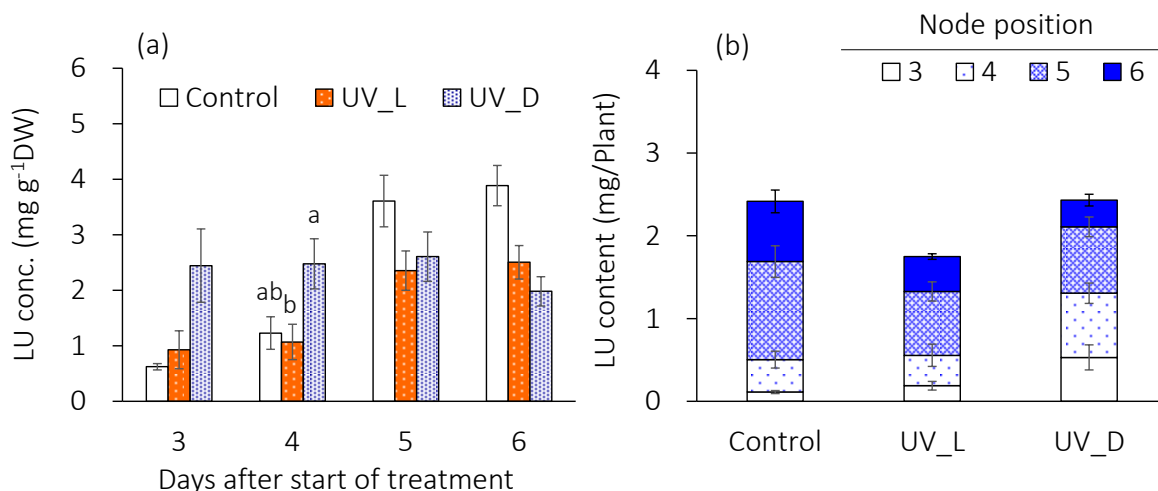 (a)
6
5
4
3
2
1
0
LU conc. (mg g⁻¹DW)
Control UV_L UV_D
ab
b
a
3 4 5 6
Days after start of treatment
(b)
Node position
3 4 5 6
4
3
2
1
0
LU content (mg/Plant)
Control UV_L UV_D